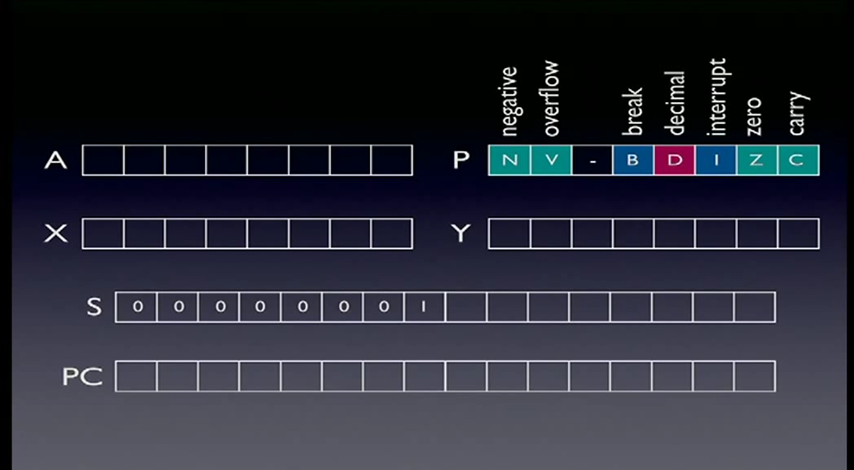 negative overflow break decimal interrupt zero carry
A P N V - B D I Z C
X Y
S 0 0 0 0 0 0 0 1
PC